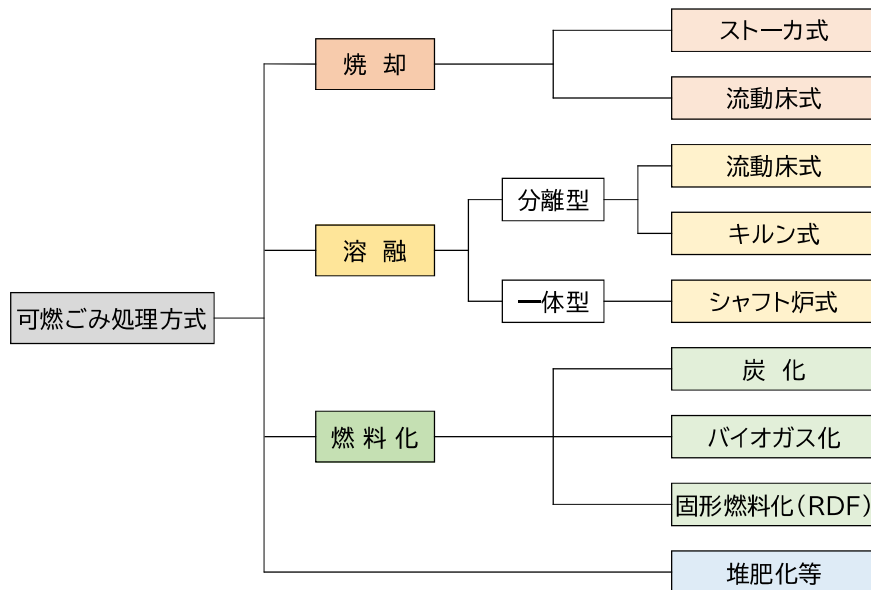 可燃ごみ処理方式
焼 却
ストーカ式
流動床式
溶 融
分離型
流動床式
キルン式
一体型
シャフト炉式
燃 料 化
炭 化
バイオガス化
固形燃料化(RDF)
堆肥化等